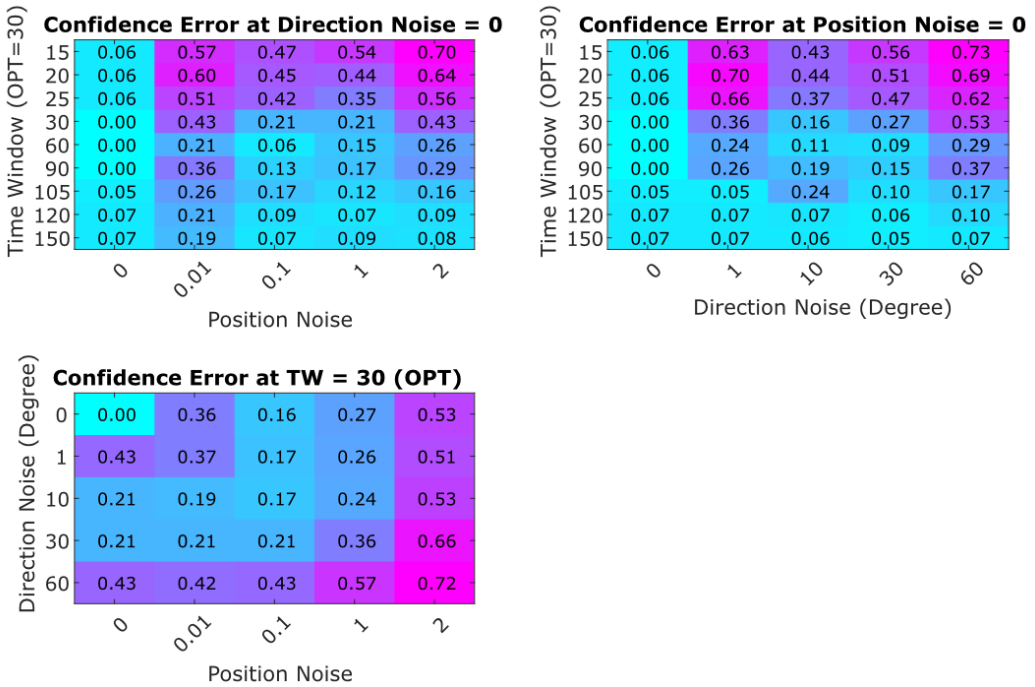 Confidence Error at Direction Noise = 0
Time Window (OPT=30)
15 0.06 0.57 0.47 0.54 0.70
20 0.06 0.60 0.45 0.44 0.64
25 0.06 0.51 0.42 0.35 0.56
30 0.00 0.43 0.21 0.21 0.43
60 0.00 0.21 0.06 0.15 0.26
90 0.00 0.36 0.13 0.17 0.29
105 0.05 0.26 0.17 0.12 0.16
120 0.07 0.21 0.09 0.07 0.09
150 0.07 0.19 0.07 0.09 0.08
0 0.01 0.1 1 2
Position Noise
Confidence Error at Position Noise = 0
Time Window (OPT=30)
15 0.06 0.63 0.43 0.56 0.73
20 0.06 0.70 0.44 0.51 0.69
25 0.06 0.66 0.37 0.47 0.62
30 0.00 0.36 0.16 0.27 0.53
60 0.00 0.24 0.11 0.09 0.29
90 0.00 0.26 0.19 0.15 0.37
105 0.05 0.05 0.24 0.10 0.17
120 0.07 0.07 0.07 0.06 0.10
150 0.07 0.07 0.06 0.05 0.07
0 1 10 30 60
Direction Noise (Degree)
Confidence Error at TW = 30 (OPT)
Direction Noise (Degree)
0 0.00 0.36 0.16 0.27 0.53
1 0.43 0.37 0.17 0.26 0.51
10 0.21 0.19 0.17 0.24 0.53
30 0.21 0.21 0.21 0.36 0.66
60 0.43 0.42 0.43 0.57 0.72
0 0.01 0.1 1 2
Position Noise